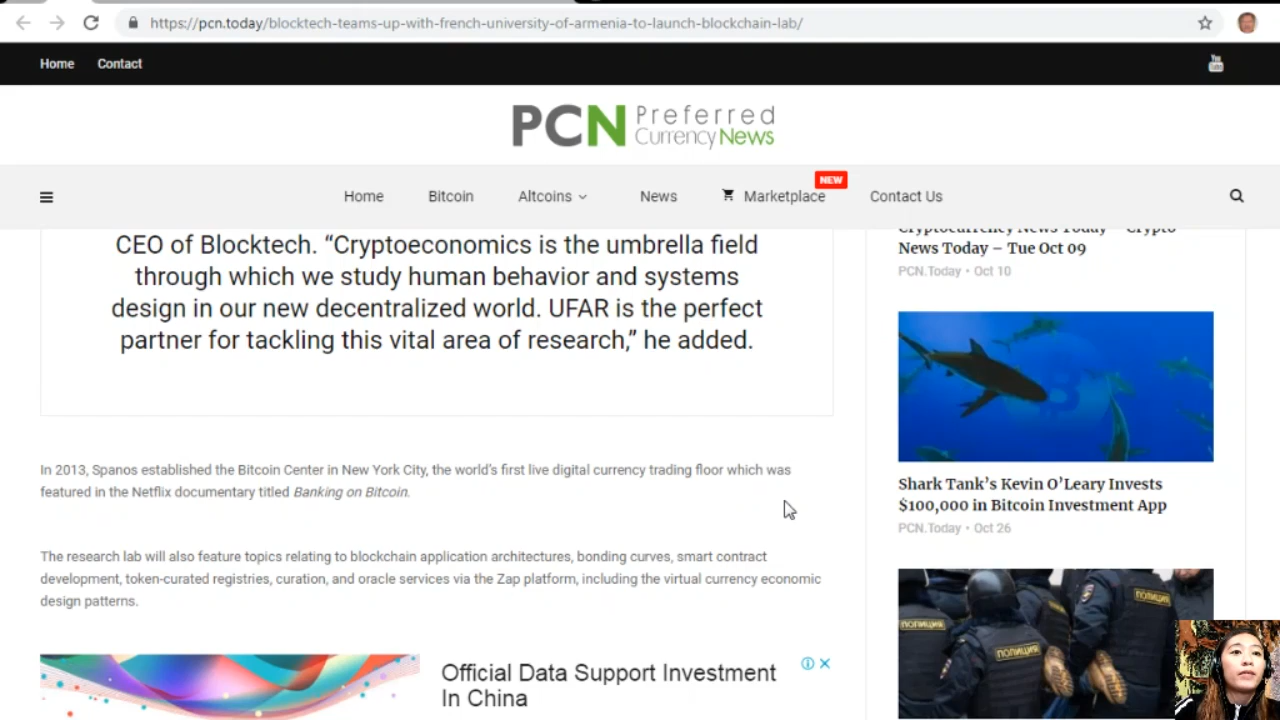 https://pcn.today/blocktech-teams-up-with-french-university-of-armenia-to-launch-blockchain-lab/
Home Contact
You
Tube
PCN Preferred
Currency News
Home Bitcoin Altcoins News Marketplace NEW Contact Us
CEO of Blocktech. “Cryptoeconomics is the umbrella field
through which we study human behavior and systems
design in our new decentralized world. UFAR is the perfect
partner for tackling this vital area of research,” he added.
In 2013, Spanos established the Bitcoin Center in New York City, the world’s first live digital currency trading floor which was
featured in the Netflix documentary titled Banking on Bitcoin.
The research lab will also feature topics relating to blockchain application architectures, bonding curves, smart contract
development, token-curated registries, curation, and oracle services via the Zap platform, including the virtual currency economic
design patterns.
Official Data Support Investment
In China
Cryptocurrency News Today – Crypto
News Today – Tue Oct 09
PCN.Today • Oct 10
Shark Tank’s Kevin O’Leary Invests
$100,000 in Bitcoin Investment App
PCN.Today • Oct 26
ПОЛИЦИЯ
ПОЛИЦИЯ
ПОЛИЦИЯ